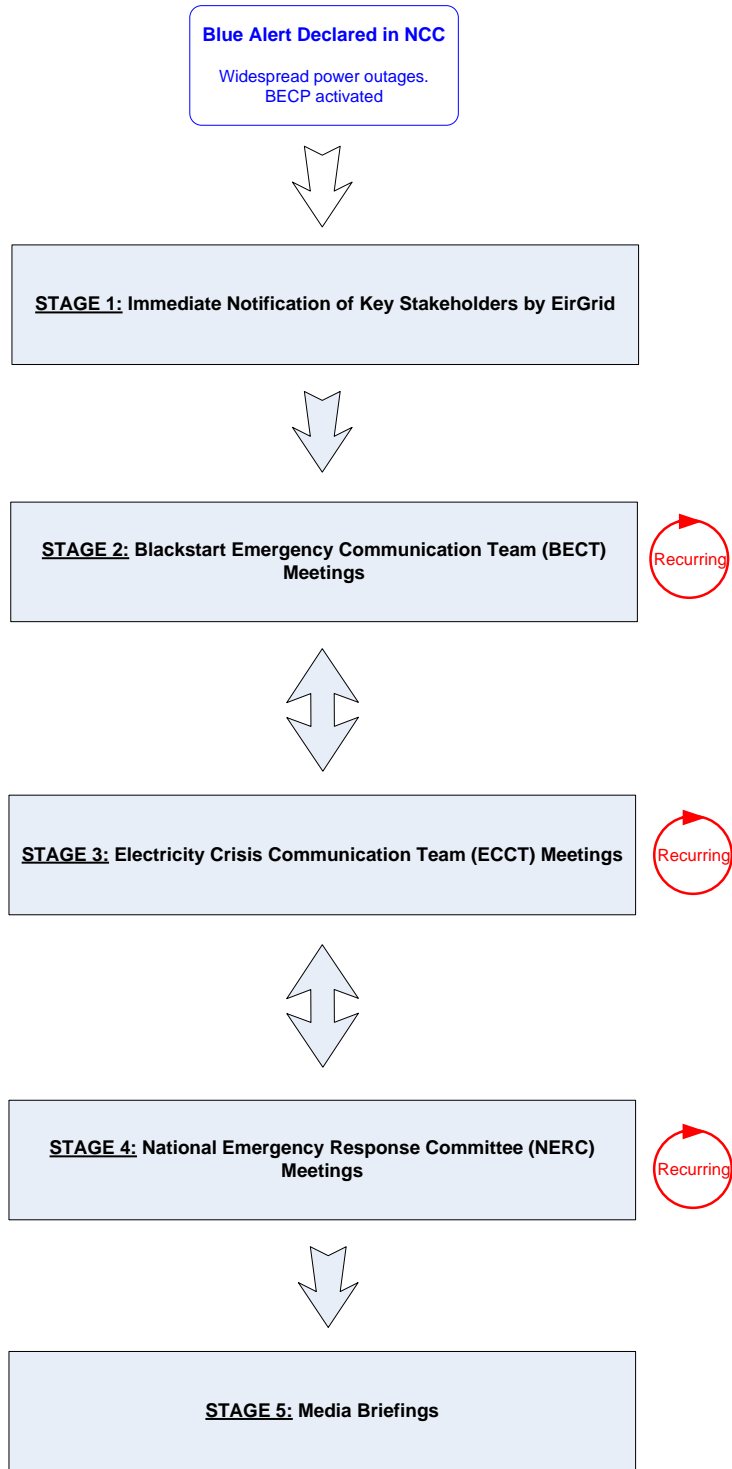 Blue Alert Declared in NCC
Widespread power outages.
BECP activated
STAGE 1: Immediate Notification of Key Stakeholders by EirGrid
STAGE 2: Blackstart Emergency Communication Team (BECT)
Meetings
Recurring
STAGE 3: Electricity Crisis Communication Team (ECCT) Meetings
Recurring
STAGE 4: National Emergency Response Committee (NERC)
Meetings
Recurring
STAGE 5: Media Briefings